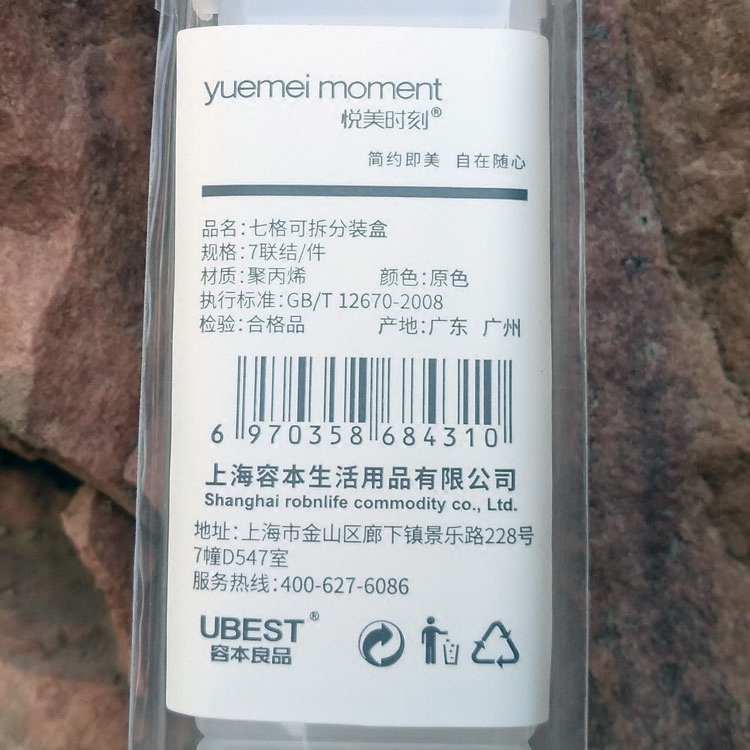 yuemei moment
悦美时刻®
简约即美 自在随心
品名:七格可拆分装盒
规格:7联结/件
材质:聚丙烯 颜色:原色
执行标准:GB/T 12670-2008
检验:合格品 产地:广东 广州
6 970358 684310
上海容本生活用品有限公司
Shanghai robnlife commodity co., Ltd.
地址:上海市金山区廊下镇景乐路228号
7幢D547室
服务热线:400-627-6086
UBEST®
容本良品